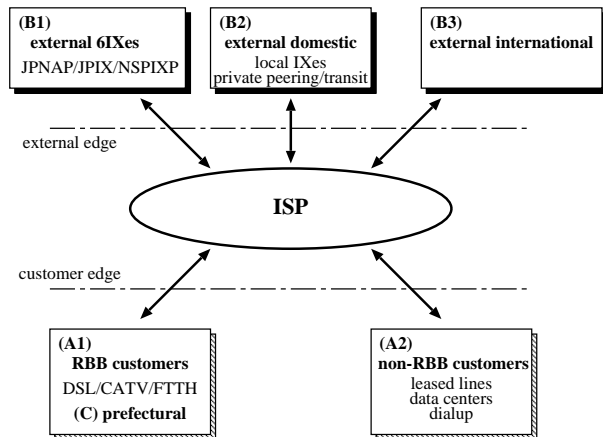 (B1)
external 6IXes
JPNAP/JPIX/NSPIXP
(B2)
external domestic
local IXes
private peering/transit
(B3)
external international
external edge
ISP
customer edge
(A1)
RBB customers
DSL/CATV/FTTH
(C) prefectural
(A2)
non-RBB customers
leased lines
data centers
dialup